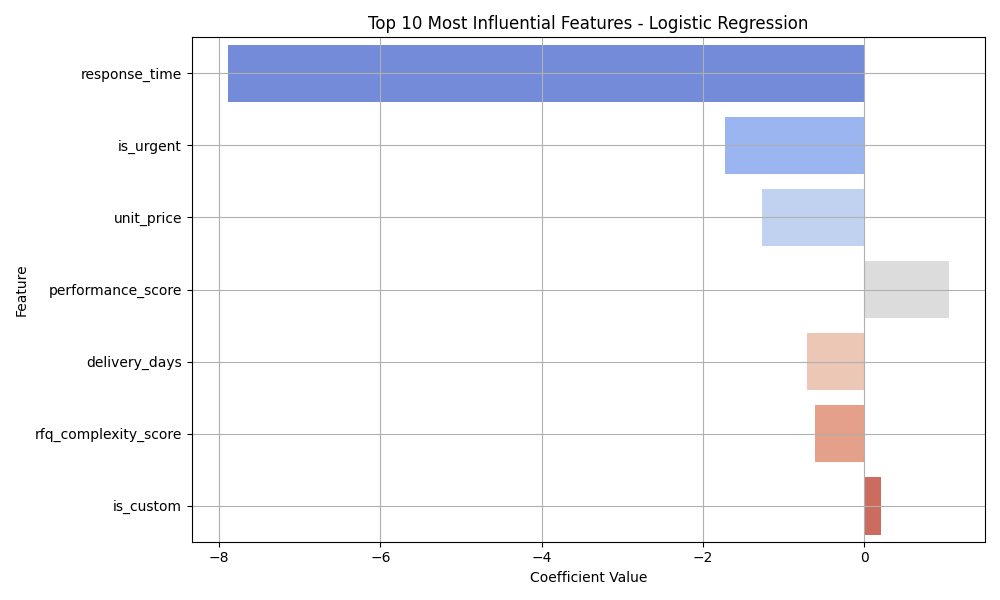 Top 10 Most Influential Features - Logistic Regression
response_time
is_urgent
unit_price
performance_score
delivery_days
rfq_complexity_score
is_custom
Feature
−8 −6 −4 −2 0
Coefficient Value